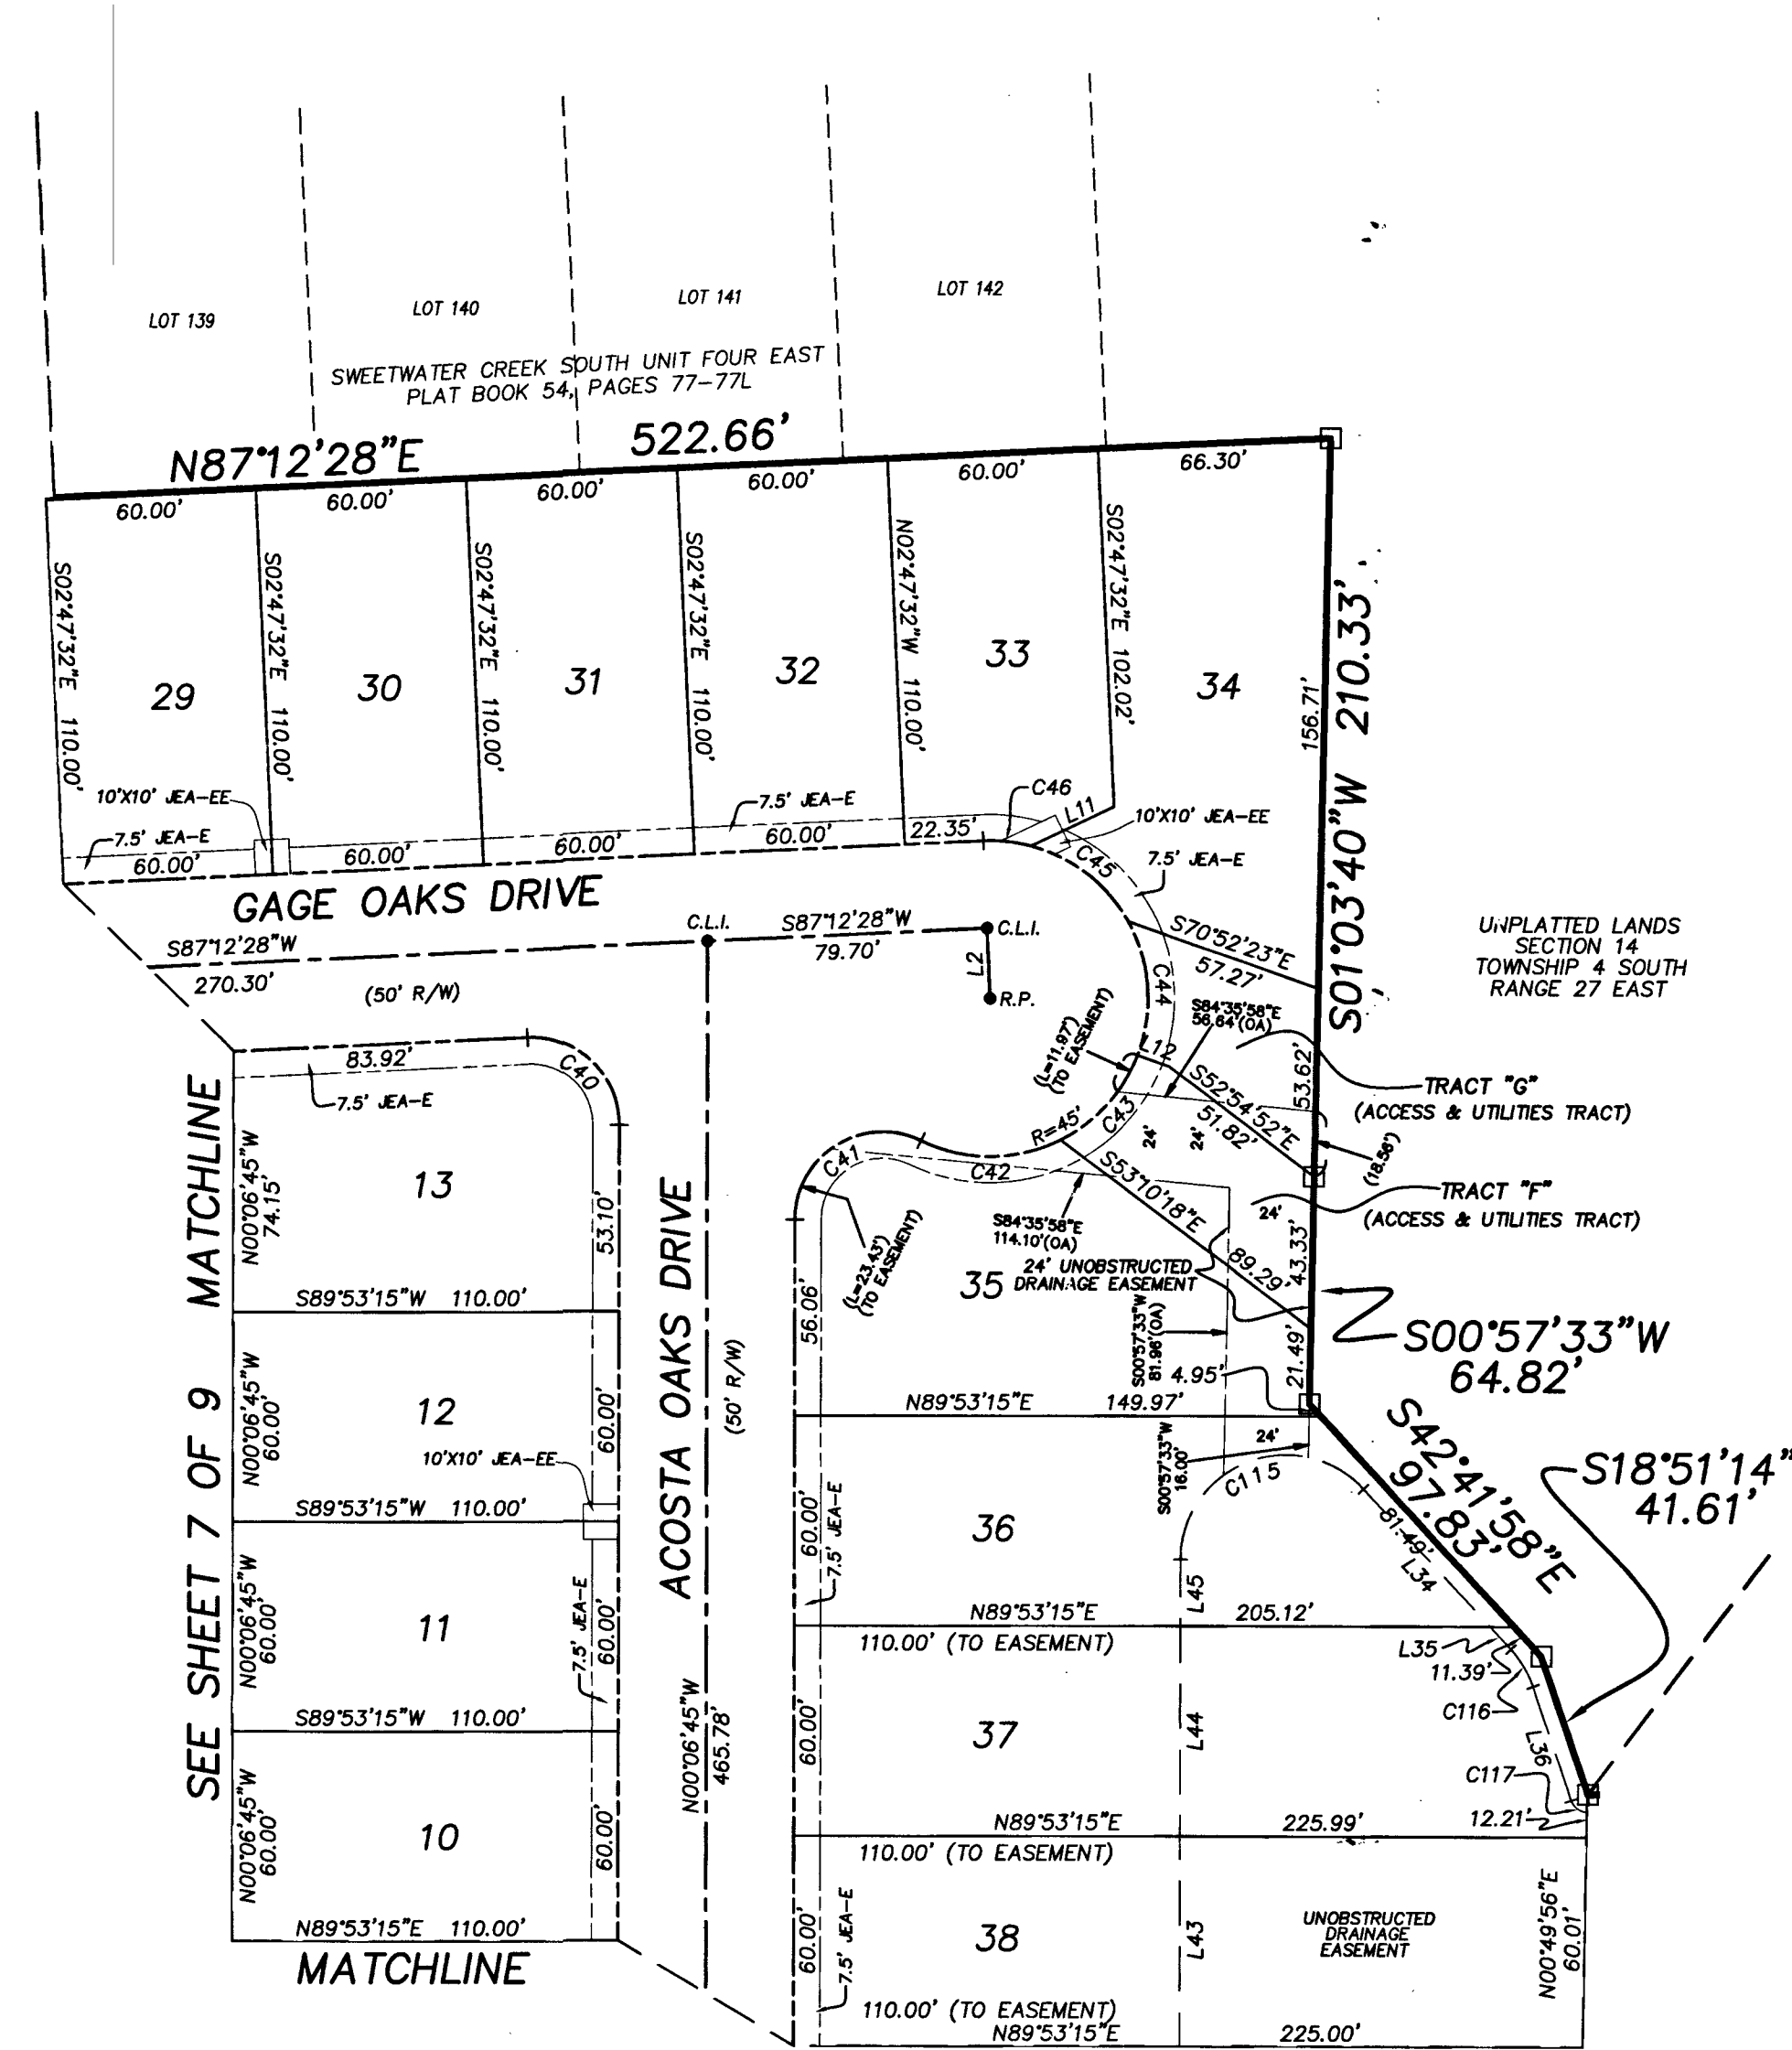 LOT 139
LOT 140
LOT 141
LOT 142
SWEETWATER CREEK SOUTH UNIT FOUR EAST
PLAT BOOK 54, PAGES 77-77L
N87°12'28"E
522.66'
60.00'
60.00'
60.00'
60.00'
60.00'
66.30'
S02°47'32"E 110.00'
S02°47'32"E 110.00'
S02°47'32"E 110.00'
S02°47'32"E 110.00'
N02°47'32"W 110.00'
S02°47'32"E 102.02'
29
30
31
32
33
34
156.71'
S01°03'40"W 210.33'
10'X10' JEA-EE
7.5' JEA-E
7.5' JEA-E
C46
L11
10'X10' JEA-EE
60.00'
60.00'
60.00'
60.00'
22.35'
C45
7.5' JEA-E
GAGE OAKS DRIVE
S87°12'28"W
270.30'
(50' R/W)
C.L.I.
S87°12'28"W
79.70'
C.L.I.
L2
R.P.
S70°52'23"E
57.27'
C44
S84°35'58"E
56.64'(OA)
(L=11.97')
(TO EASEMENT)
L12
UNPLATTED LANDS
SECTION 14
TOWNSHIP 4 SOUTH
RANGE 27 EAST
53.62'
TRACT "G"
(ACCESS & UTILITIES TRACT)
S52°54'52"E
51.82'
83.92'
C40
7.5' JEA-E
R=45'
C43
24'
24'
(18.56')
TRACT "F"
(ACCESS & UTILITIES TRACT)
24'
C41
C42
S53°10'18"E
89.29'
S84°35'58"E
114.10'(OA)
(L=23.43')
(TO EASEMENT)
43.33'
SEE SHEET 7 OF 9 MATCHLINE
N00°06'45"W
74.15'
13
53.10'
S89°53'15"W 110.00'
ACOSTA OAKS DRIVE
(50' R/W)
56.06'
35
24' UNOBSTRUCTED
DRAINAGE EASEMENT
S00°57'33"W
81.96'(OA)
4.95'
21.49'
S00°57'33"W
64.82'
N89°53'15"E 149.97'
N00°06'45"W
60.00'
12
10'X10' JEA-EE
60.00'
S89°53'15"W 110.00'
S00°57'33"W
16.00'
24'
C115
S42°41'58"E
97.83'
S18°51'14"
41.61'
60.00'
7.5' JEA-E
36
81.49'
L34
L45
N89°53'15"E 205.12'
N00°06'45"W
60.00'
11
7.5' JEA-E
60.00'
S89°53'15"W 110.00'
N00°06'45"W
465.78'
110.00' (TO EASEMENT)
L35
11.39'
C116
60.00'
37
L44
L36
C117
12.21'
N89°53'15"E 225.99'
N00°06'45"W
60.00'
10
60.00'
N89°53'15"E 110.00'
MATCHLINE
110.00' (TO EASEMENT)
60.00'
7.5' JEA-E
38
L43
UNOBSTRUCTED
DRAINAGE
EASEMENT
N00°49'56"E
60.01'
110.00' (TO EASEMENT)
N89°53'15"E 225.00'